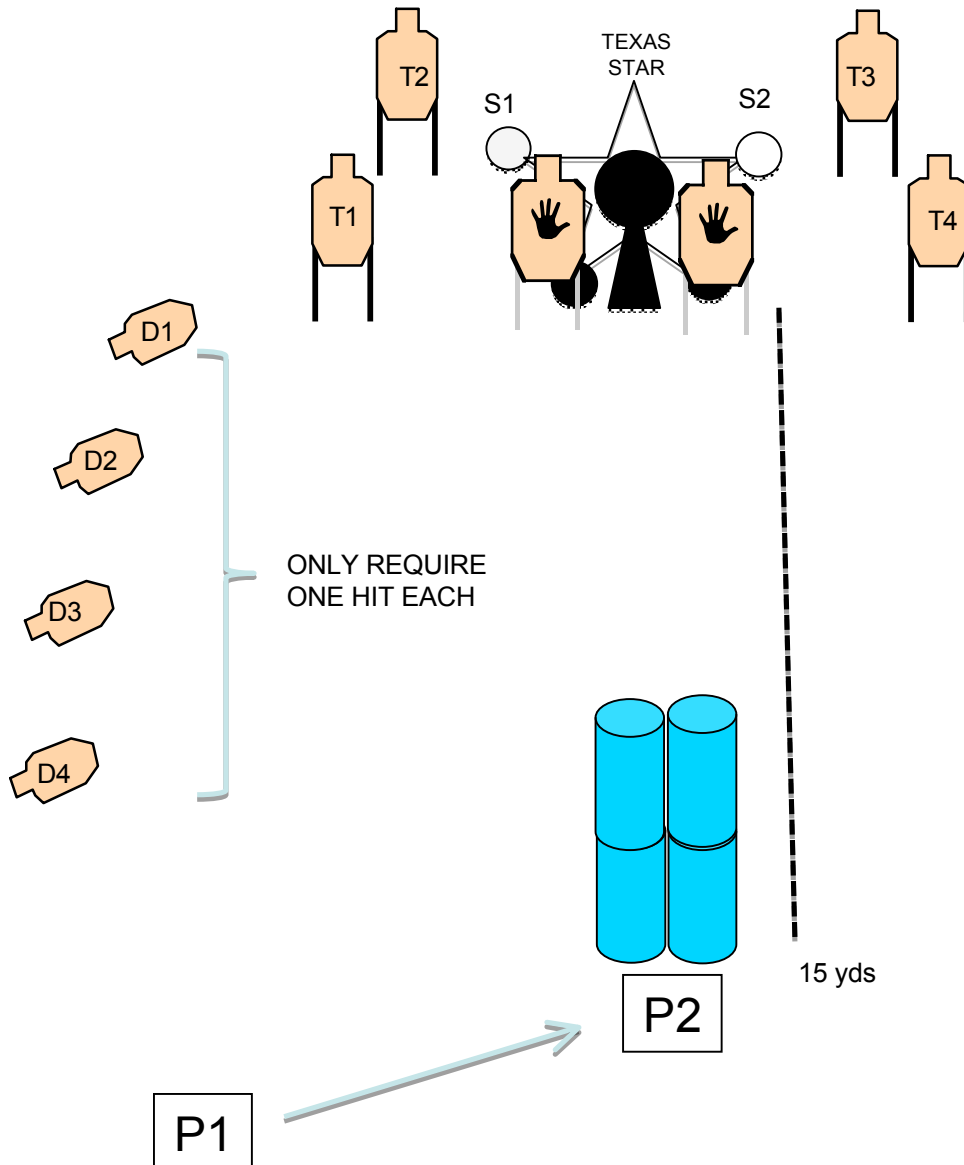 T2
TEXAS
STAR
T3
S1
S2
T1
T4
D1
D2
ONLY REQUIRE
ONE HIT EACH
D3
D4
15 yds
P2
P1